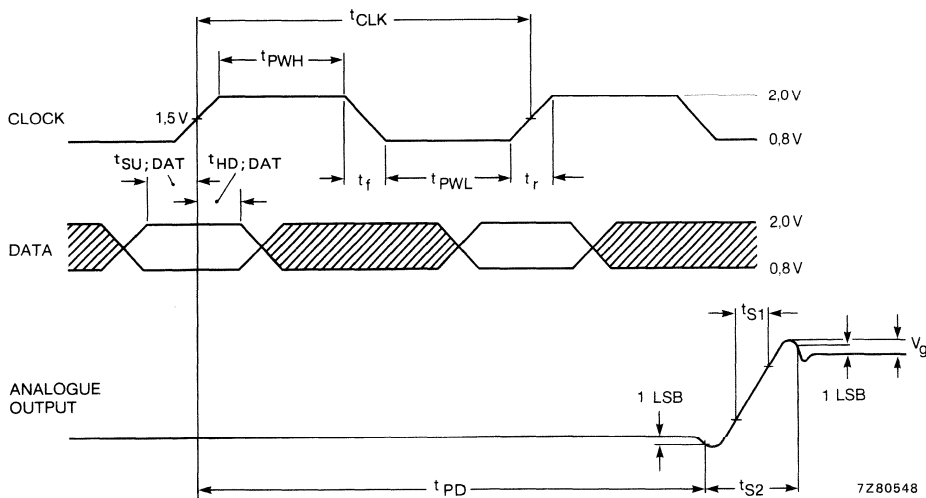 tCLK
tPWH
CLOCK
1,5 V
2,0 V
0,8 V
tSU; DAT
tHD; DAT
tf
tPWL
tr
DATA
2,0 V
0,8 V
tS1
Vg
1 LSB
1 LSB
ANALOGUE
OUTPUT
tPD
tS2
7Z80548